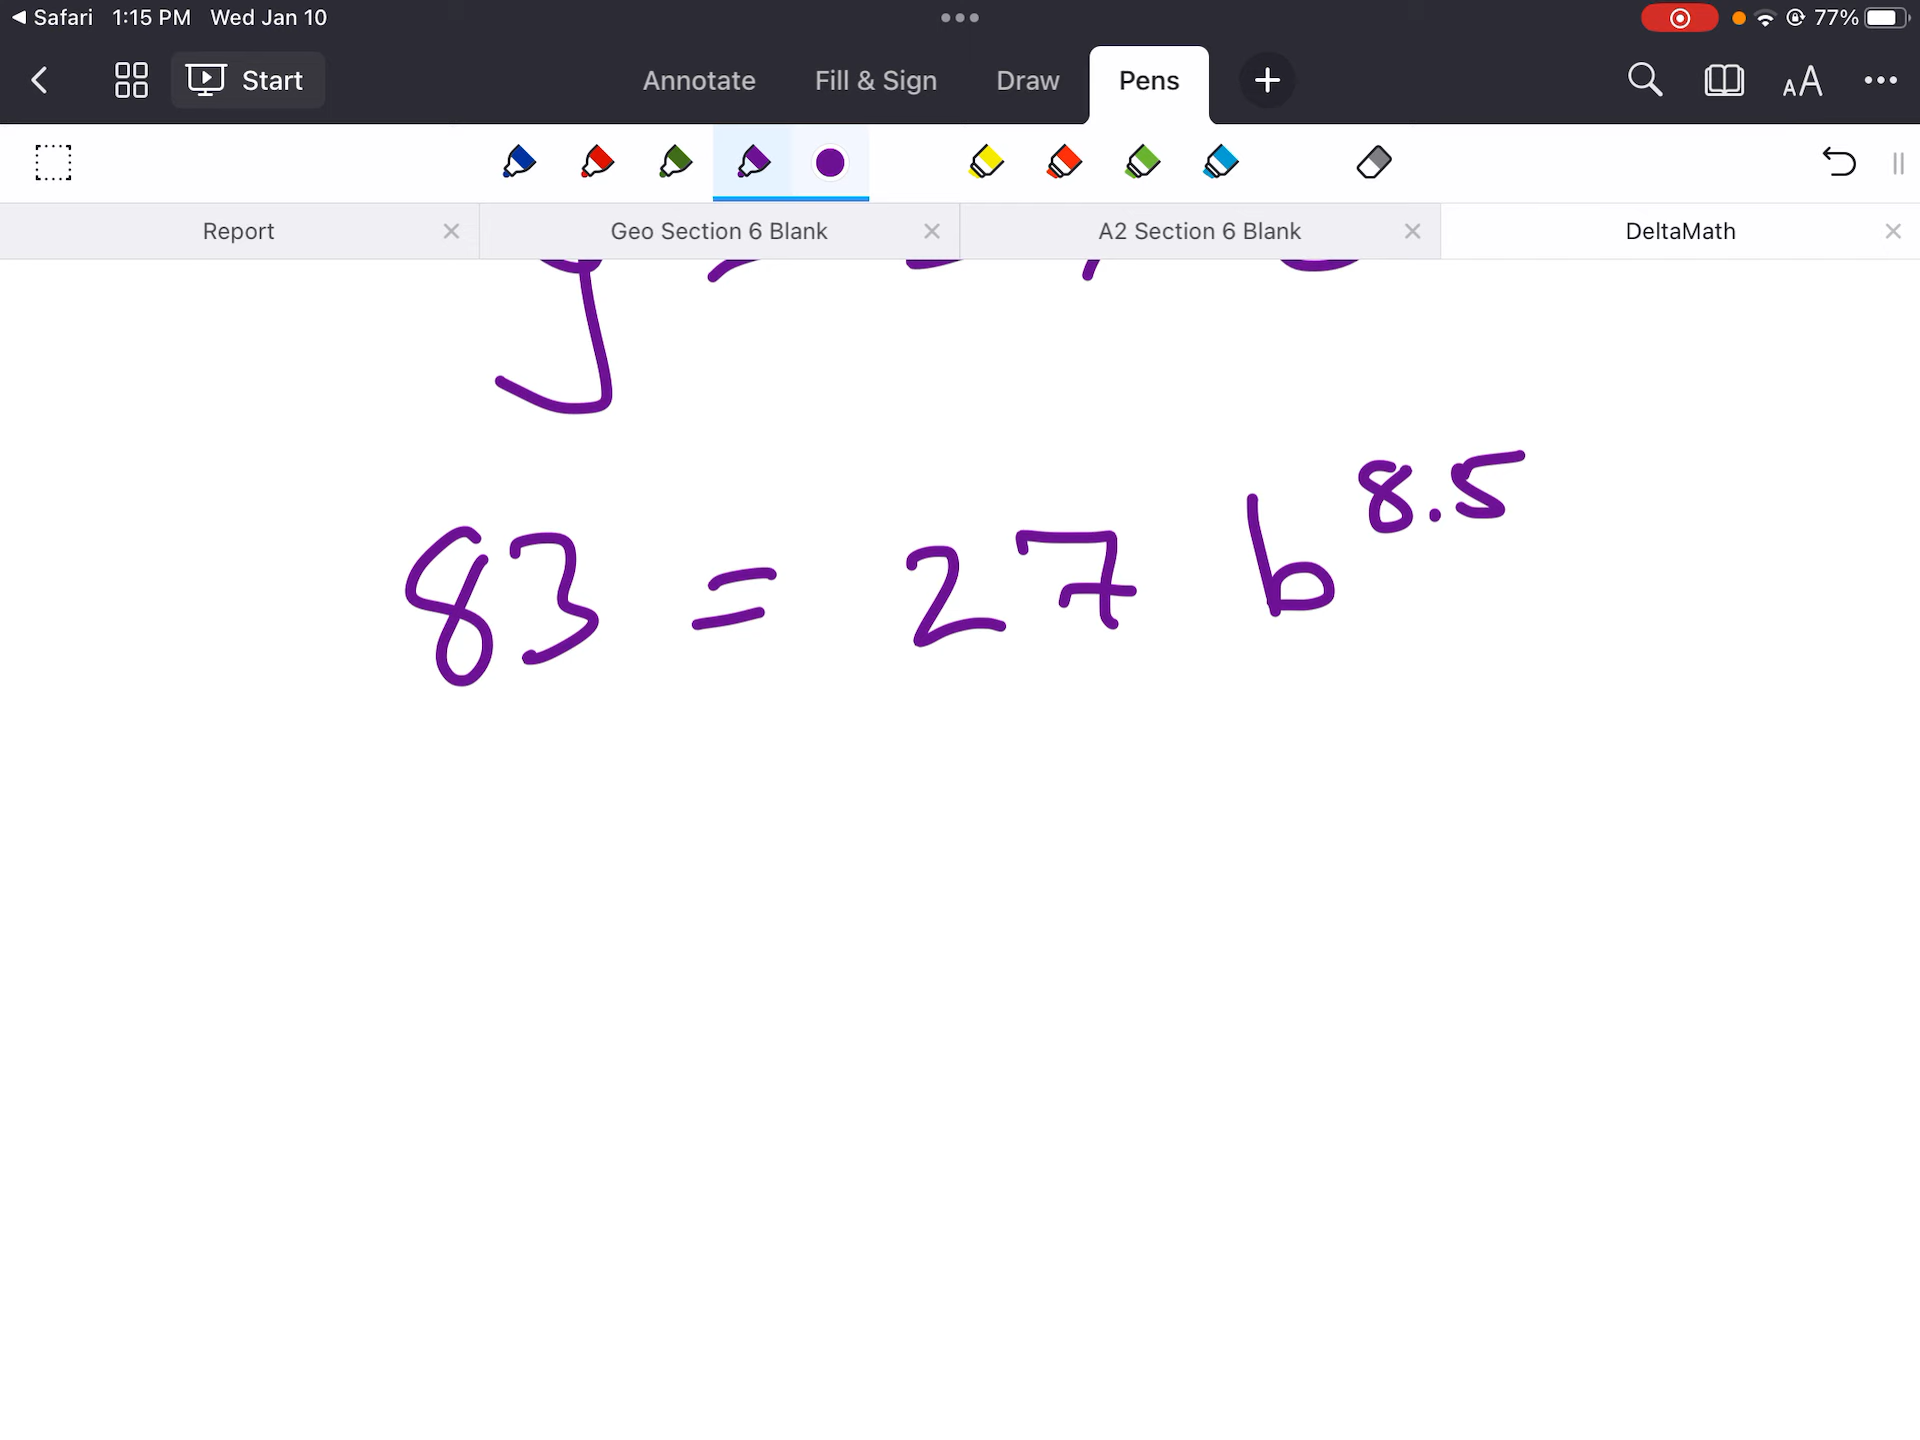 Safari 1:15 PM Wed Jan 10 77%
Start Annotate Fill & Sign Draw Pens AA
Report Geo Section 6 Blank A2 Section 6 Blank DeltaMath
83 = 27 b^8.5